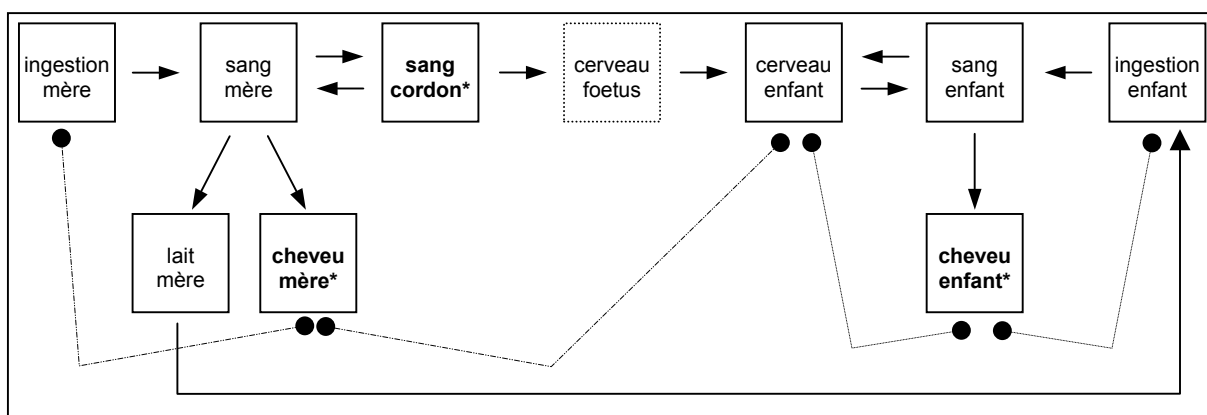 ingestion
mère
sang
mère
sang
cordon*
cerveau
foetus
cerveau
enfant
sang
enfant
ingestion
enfant
lait
mère
cheveu
mère*
cheveu
enfant*